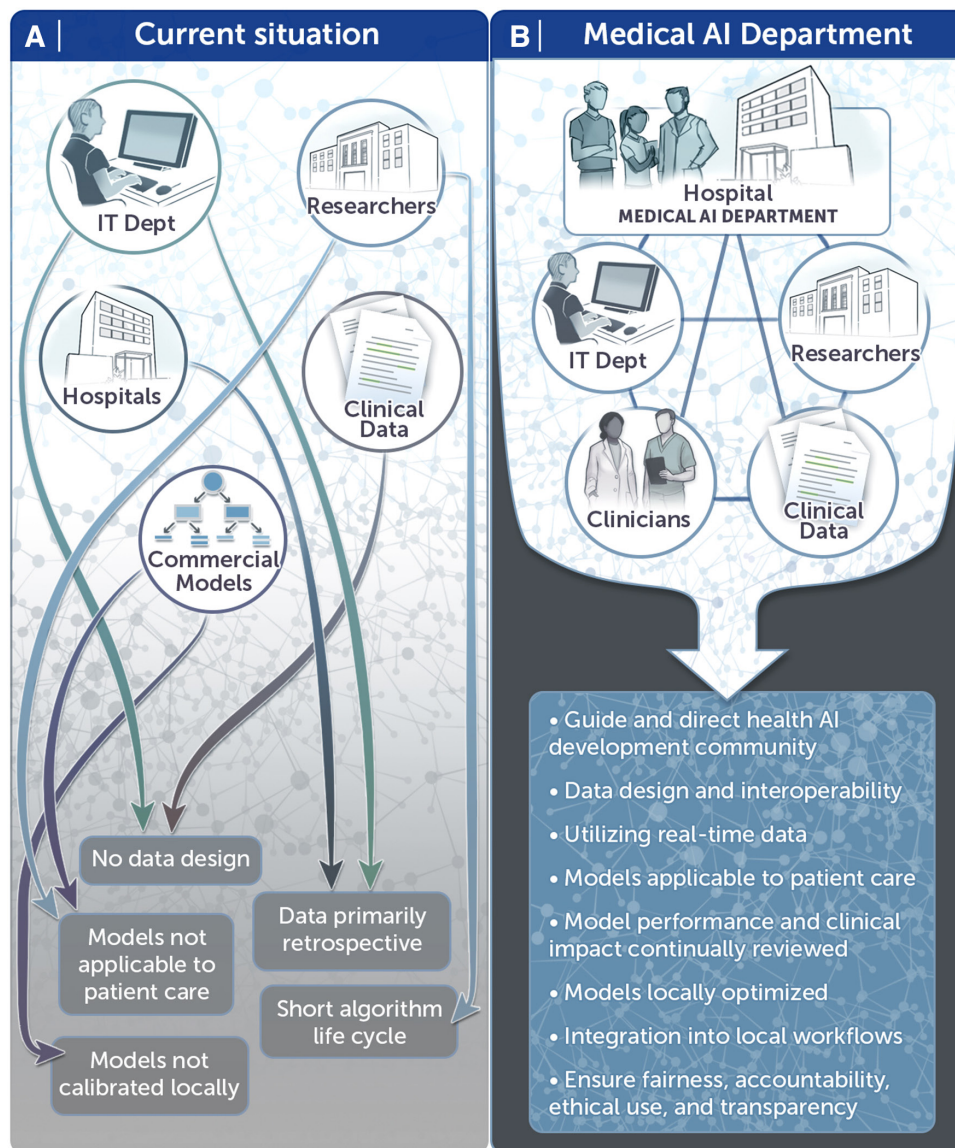 A | Current situation
IT Dept
Researchers
Hospitals
Clinical
Data
Commercial
Models
No data design
Models not
applicable to
patient care
Data primarily
retrospective
Short algorithm
life cycle
Models not
calibrated locally
B | Medical AI Department
Hospital
MEDICAL AI DEPARTMENT
IT Dept
Researchers
Clinicians
Clinical
Data
• Guide and direct health AI
development community
• Data design and interoperability
• Utilizing real-time data
• Models applicable to patient care
• Model performance and clinical
impact continually reviewed
• Models locally optimized
• Integration into local workflows
• Ensure fairness, accountability,
ethical use, and transparency